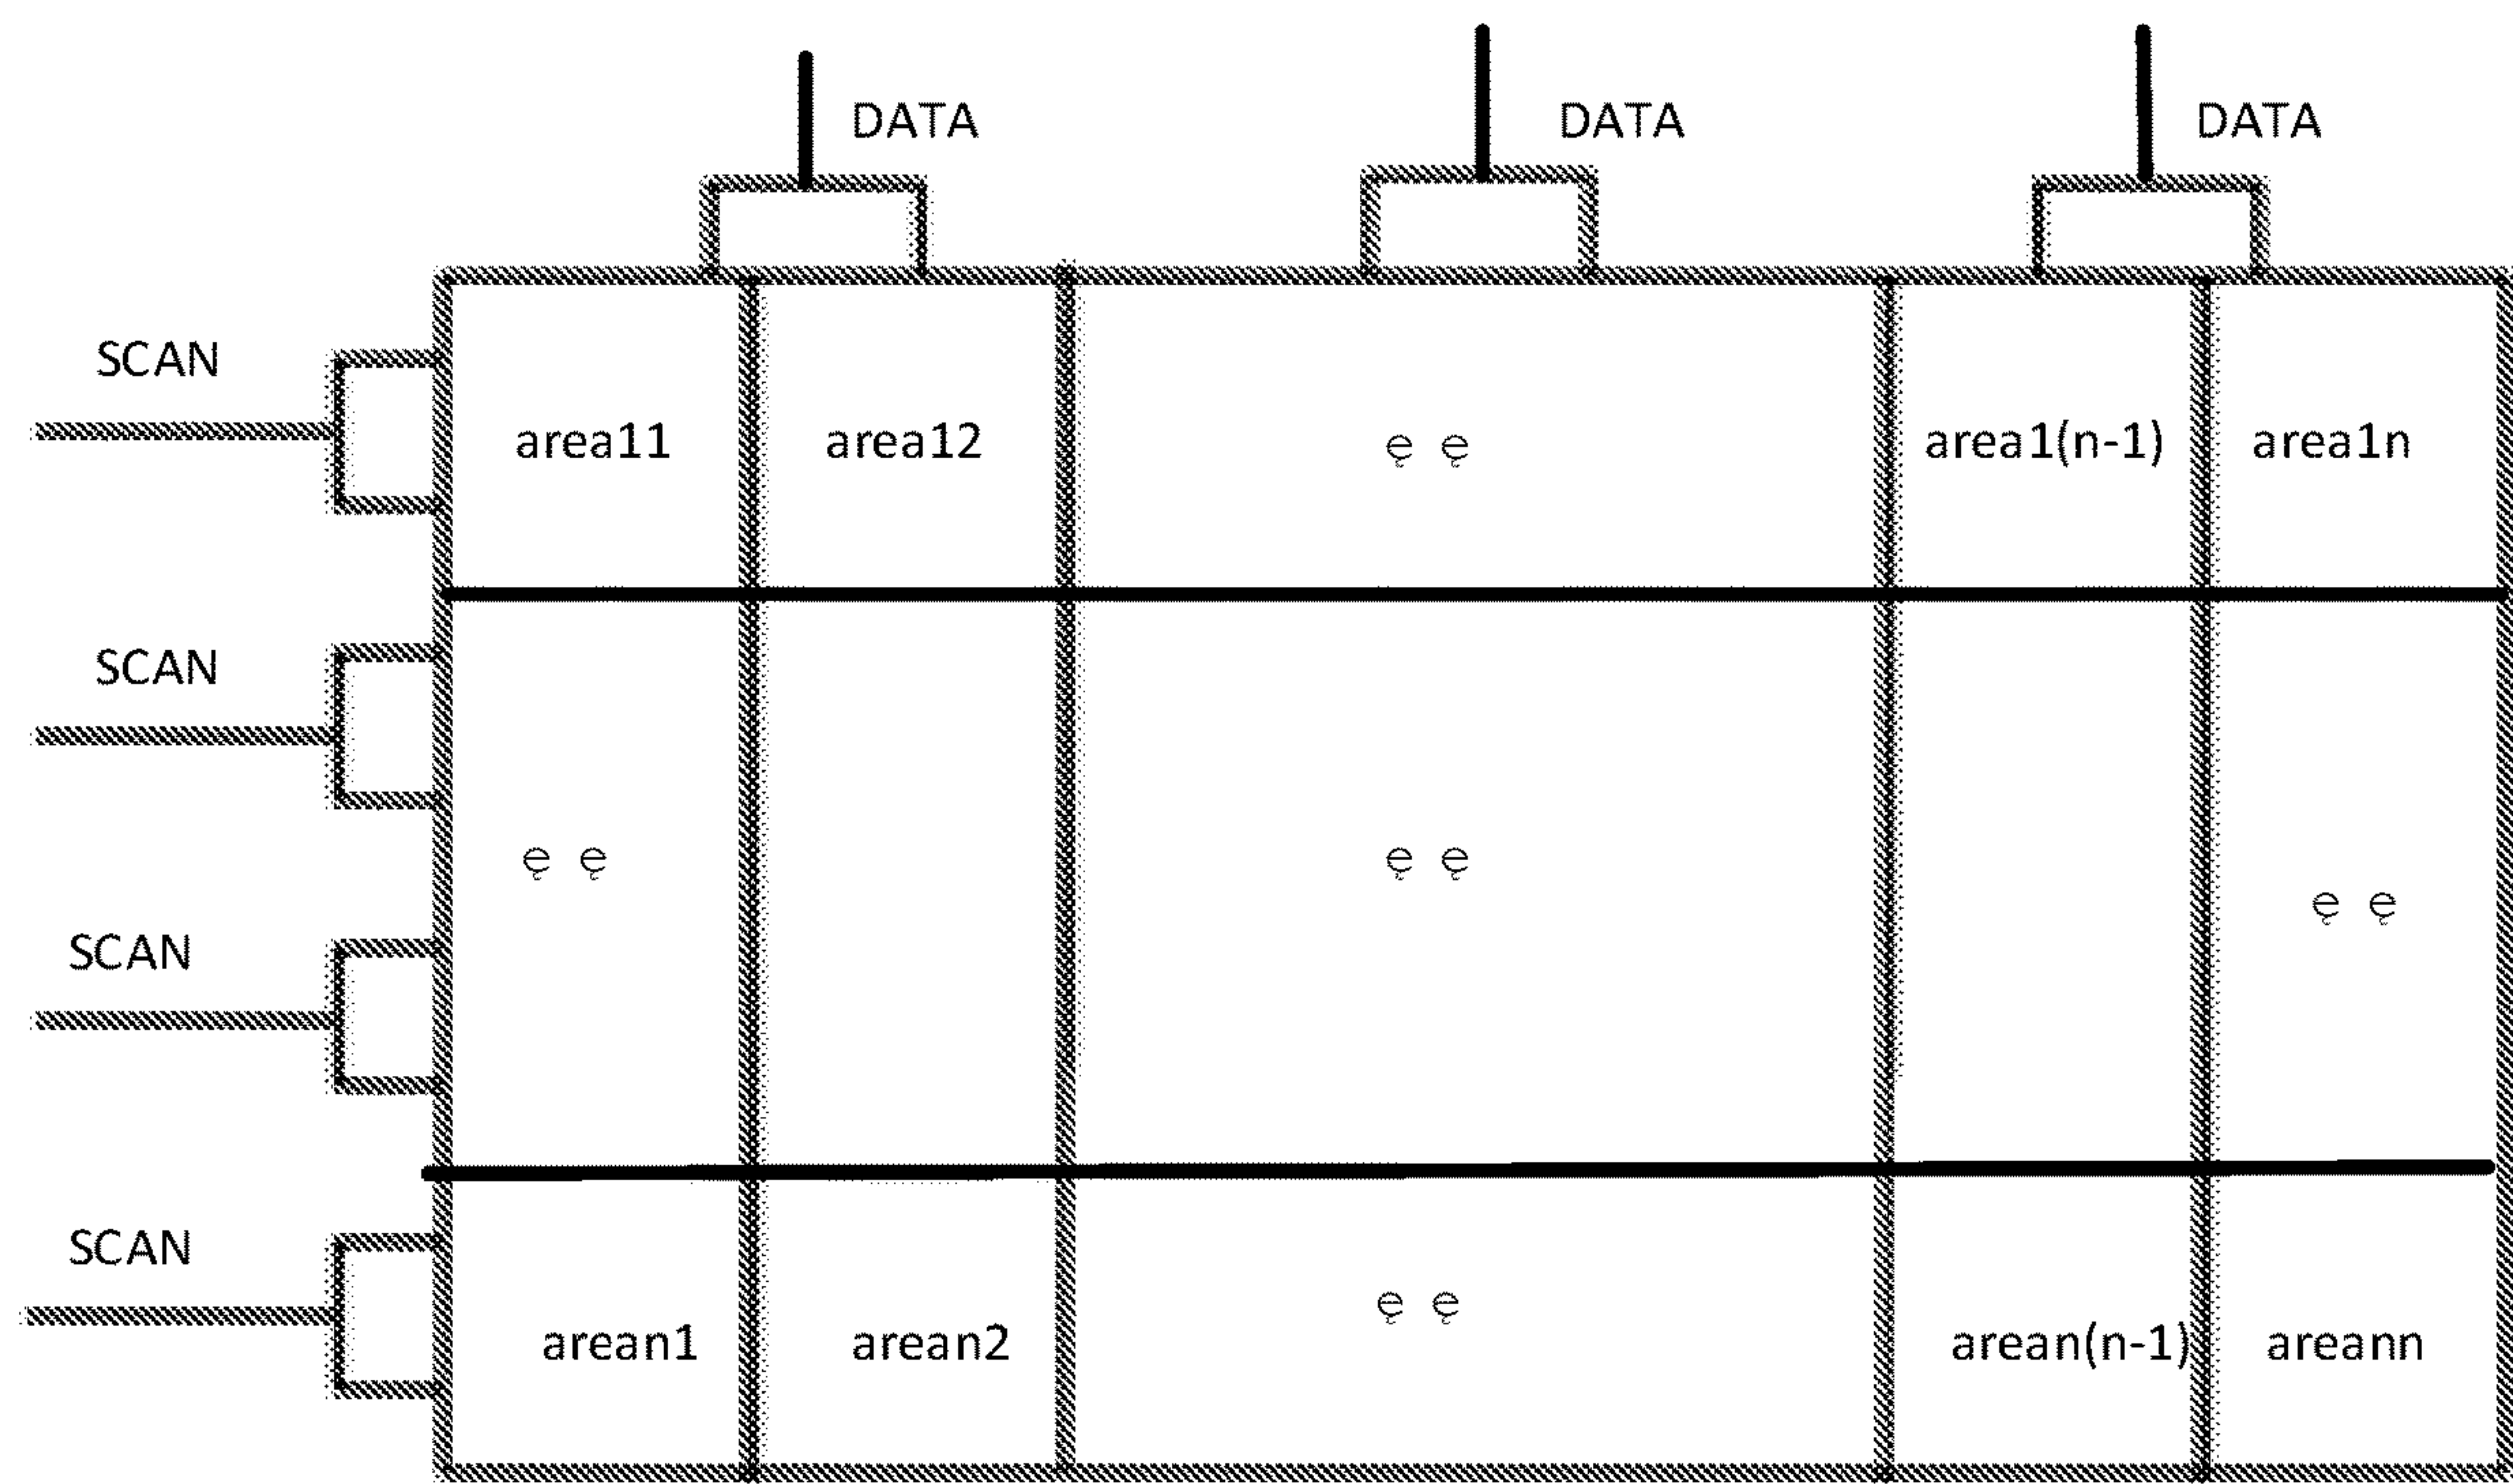 DATA DATA DATA
SCAN
area11 area12 ҿ ҿ area1(n-1) area1n
SCAN
ҿ ҿ ҿ ҿ ҿ ҿ
SCAN
SCAN
ҿ ҿ
arean1 arean2 arean(n-1) areann